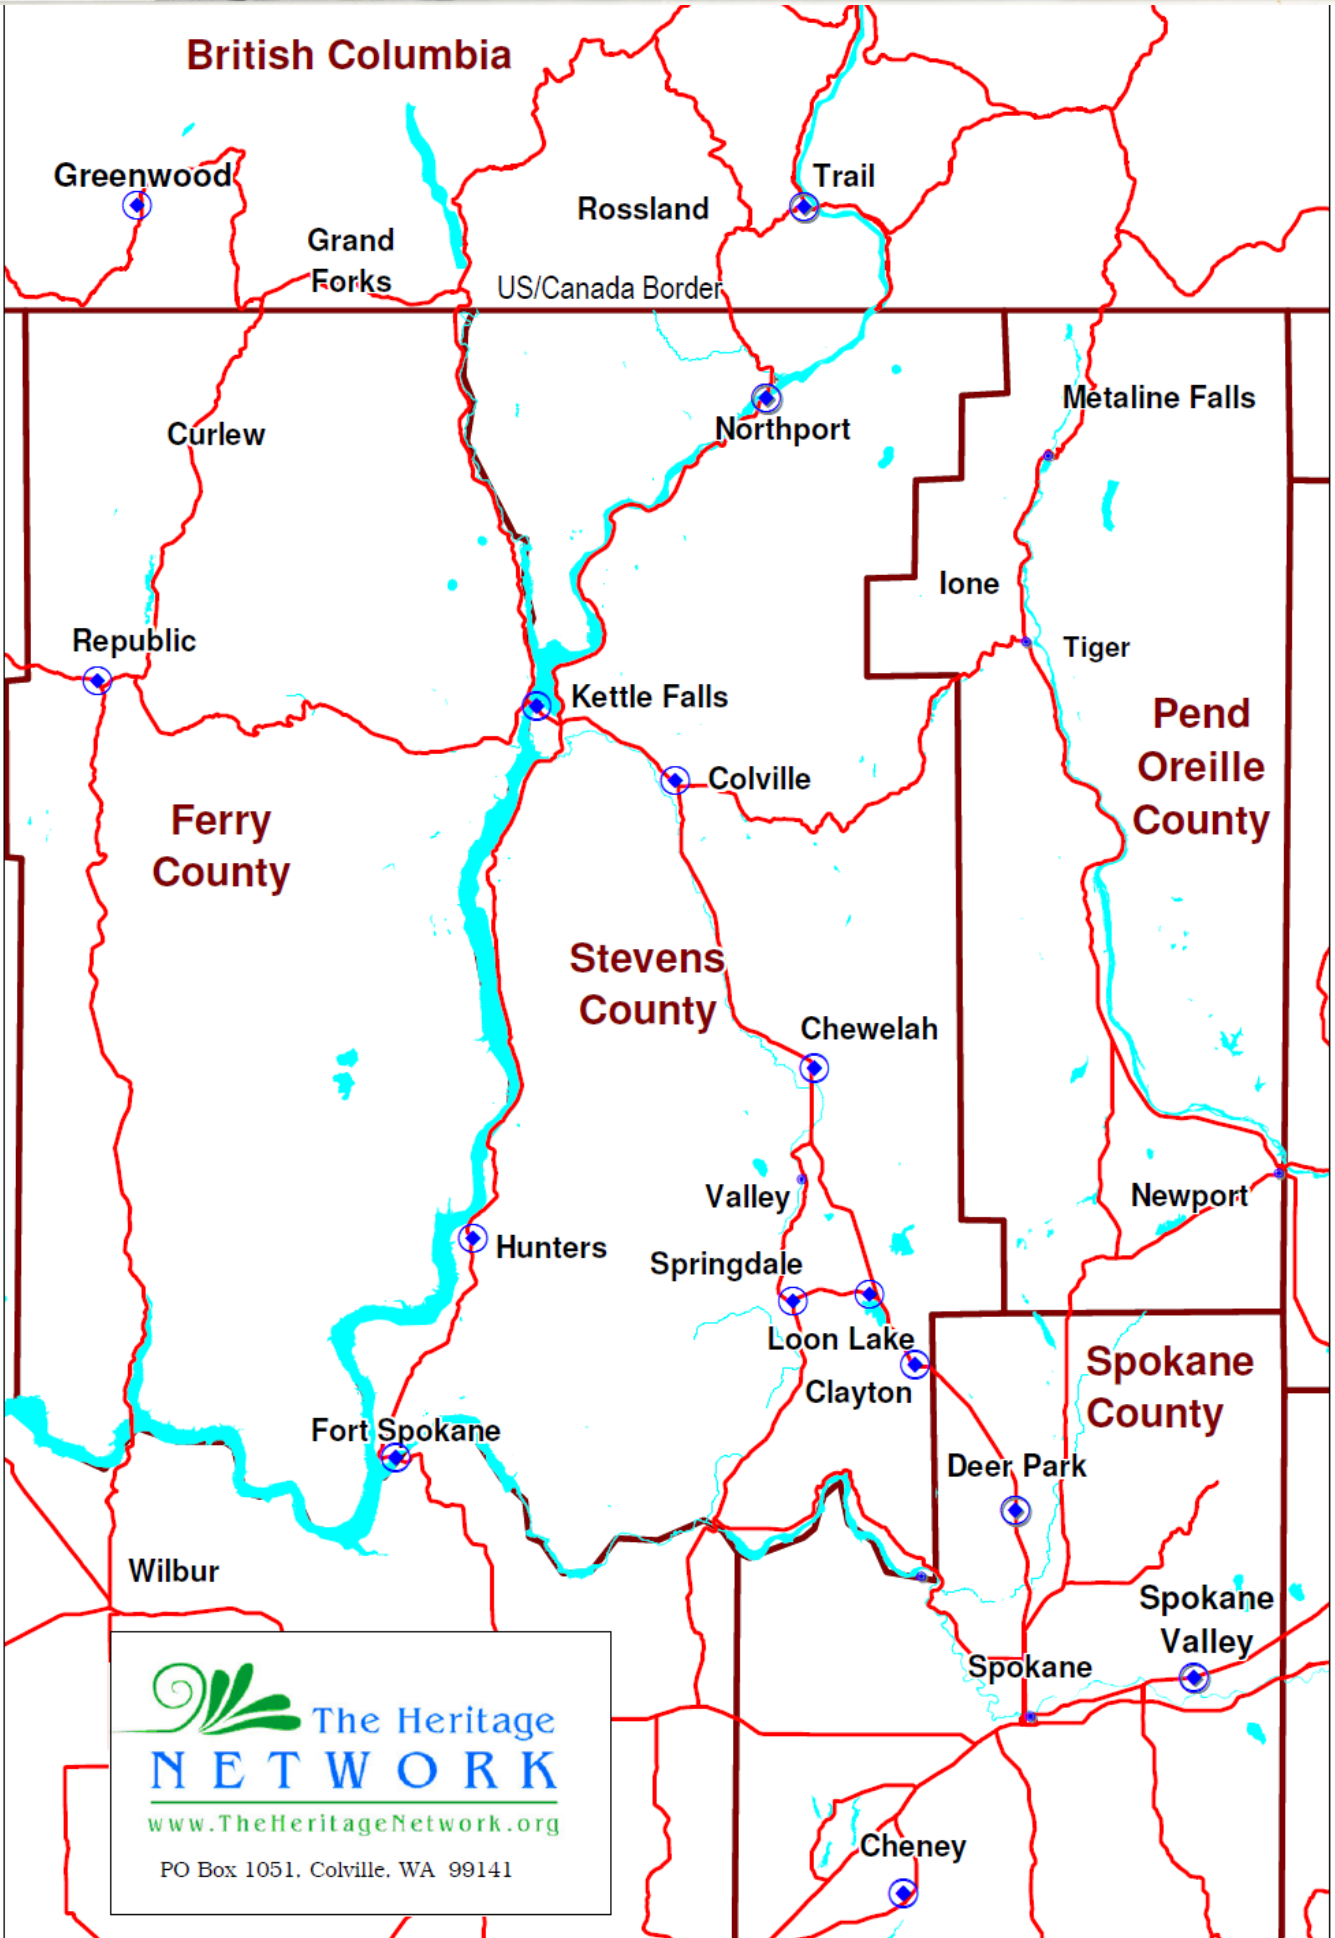 British Columbia
Greenwood
Trail
Rossland
Grand
Forks
US/Canada Border
Metaline Falls
Northport
Curlew
Ione
Republic
Tiger
Kettle Falls
Pend
Oreille
County
Colville
Ferry
County
Stevens
County
Chewelah
Valley
Newport
Hunters
Springdale
Loon Lake
Spokane
County
Clayton
Fort Spokane
Deer Park
Wilbur
Spokane
Valley
Spokane
The Heritage
NETWORK
www.TheHeritageNetwork.org
Cheney
PO Box 1051, Colville, WA 99141